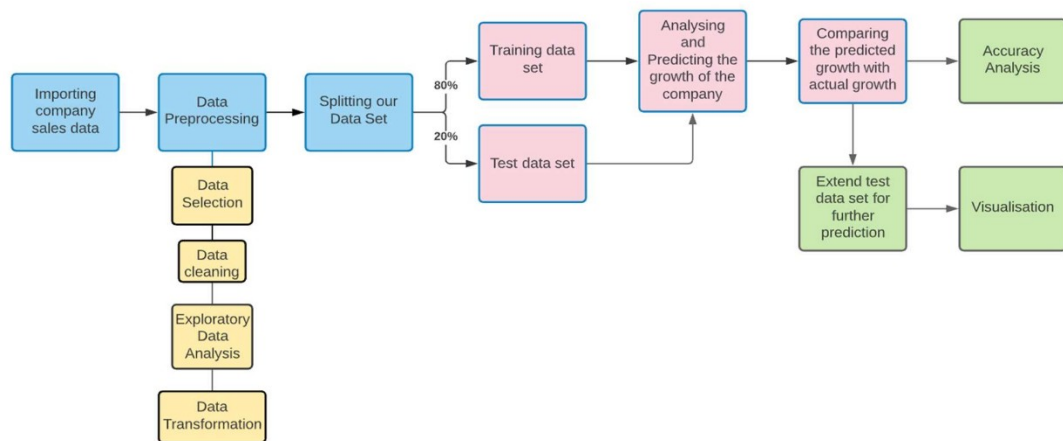 Importing
company
sales data
Data
Preprocessing
Splitting our
Data Set
80%
20%
Training data
set
Test data set
Analysing
and
Predicting the
growth of the
company
Comparing
the predicted
growth with
actual growth
Accuracy
Analysis
Extend test
data set for
further
prediction
Visualisation
Data
Selection
Data
cleaning
Exploratory
Data
Analysis
Data
Transformation